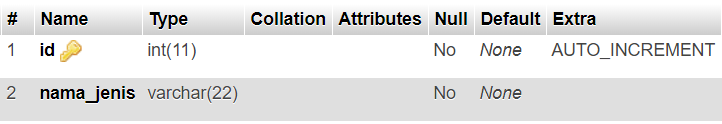 # Name Type Collation Attributes Null Default Extra
1 id int(11) No None AUTO_INCREMENT
2 nama_jenis varchar(22) No None